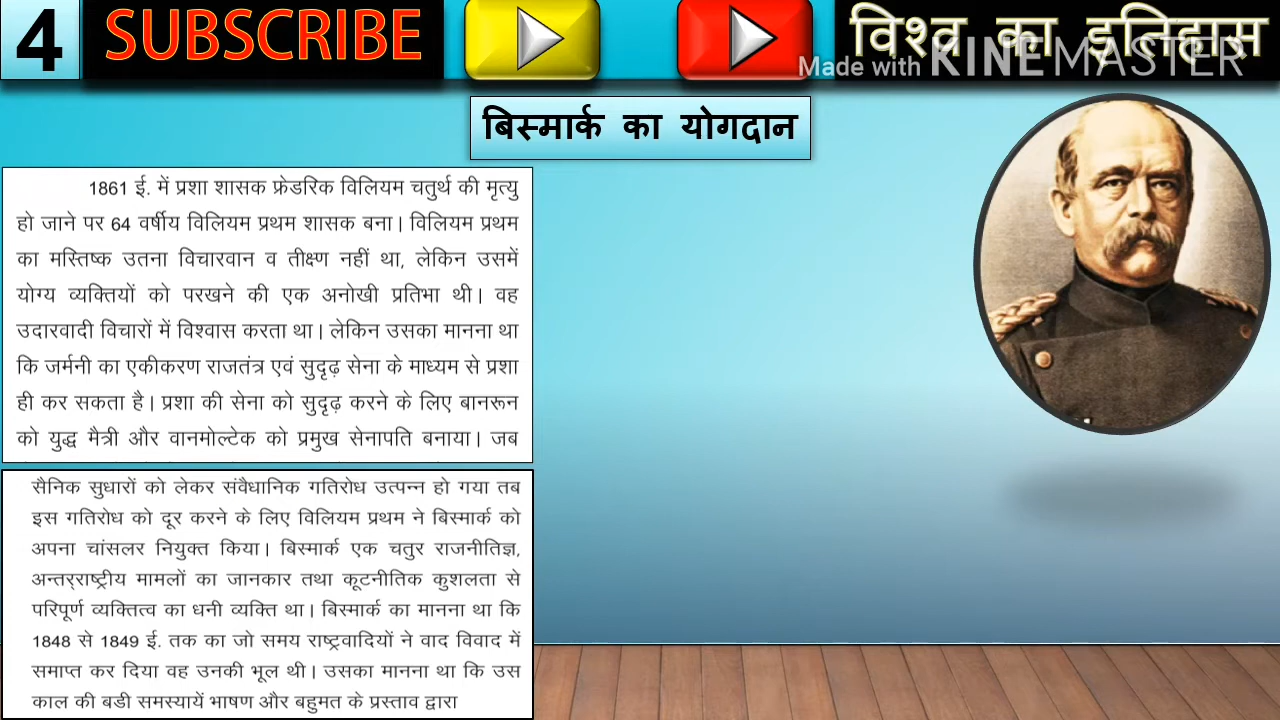 4 SUBSCRIBE विश्व का इतिहास
Made with KINEMASTER
बिस्मार्क का योगदान
1861 ई. में प्रशा शासक फ्रेडरिक विलियम चतुर्थ की मृत्यु
हो जाने पर 64 वर्षीय विलियम प्रथम शासक बना। विलियम प्रथम
का मस्तिष्क उतना विचारवान व तीक्ष्ण नहीं था, लेकिन उसमें
योग्य व्यक्तियों को परखने की एक अनोखी प्रतिभा थी। वह
उदारवादी विचारों में विश्वास करता था। लेकिन उसका मानना था
कि जर्मनी का एकीकरण राजतंत्र एवं सुदृढ़ सेना के माध्यम से प्रशा
ही कर सकता है। प्रशा की सेना को सुदृढ़ करने के लिए बानरून
को युद्ध मैत्री और वानमोल्टेक को प्रमुख सेनापति बनाया। जब
सैनिक सुधारों को लेकर संवैधानिक गतिरोध उत्पन्न हो गया तब
इस गतिरोध को दूर करने के लिए विलियम प्रथम ने बिस्मार्क को
अपना चांसलर नियुक्त किया। बिस्मार्क एक चतुर राजनीतिज्ञ,
अन्तर्राष्ट्रीय मामलों का जानकार तथा कूटनीतिक कुशलता से
परिपूर्ण व्यक्तित्व का धनी व्यक्ति था। बिस्मार्क का मानना था कि
1848 से 1849 ई. तक का जो समय राष्ट्रवादियों ने वाद विवाद में
समाप्त कर दिया वह उनकी भूल थी। उसका मानना था कि उस
काल की बडी समस्यायें भाषण और बहुमत के प्रस्ताव द्वारा